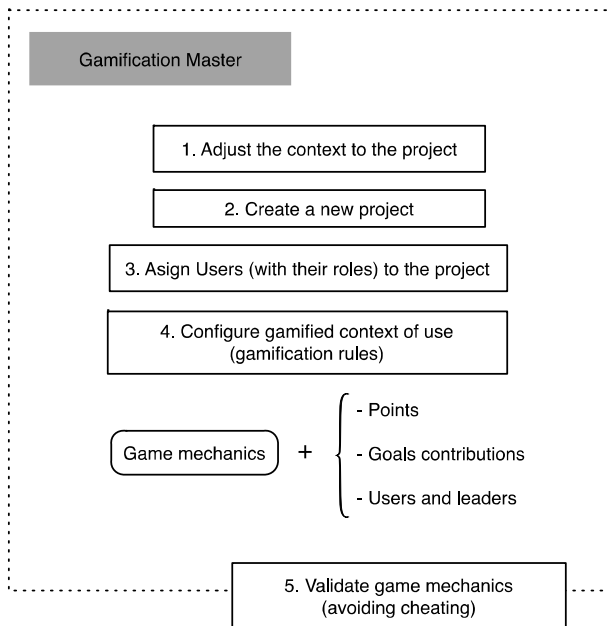 Gamification Master
1. Adjust the context to the project
2. Create a new project
3. Asign Users (with their roles) to the project
4. Configure gamified context of use
(gamification rules)
Game mechanics
+
- Points
- Goals contributions
- Users and leaders
5. Validate game mechanics
(avoiding cheating)